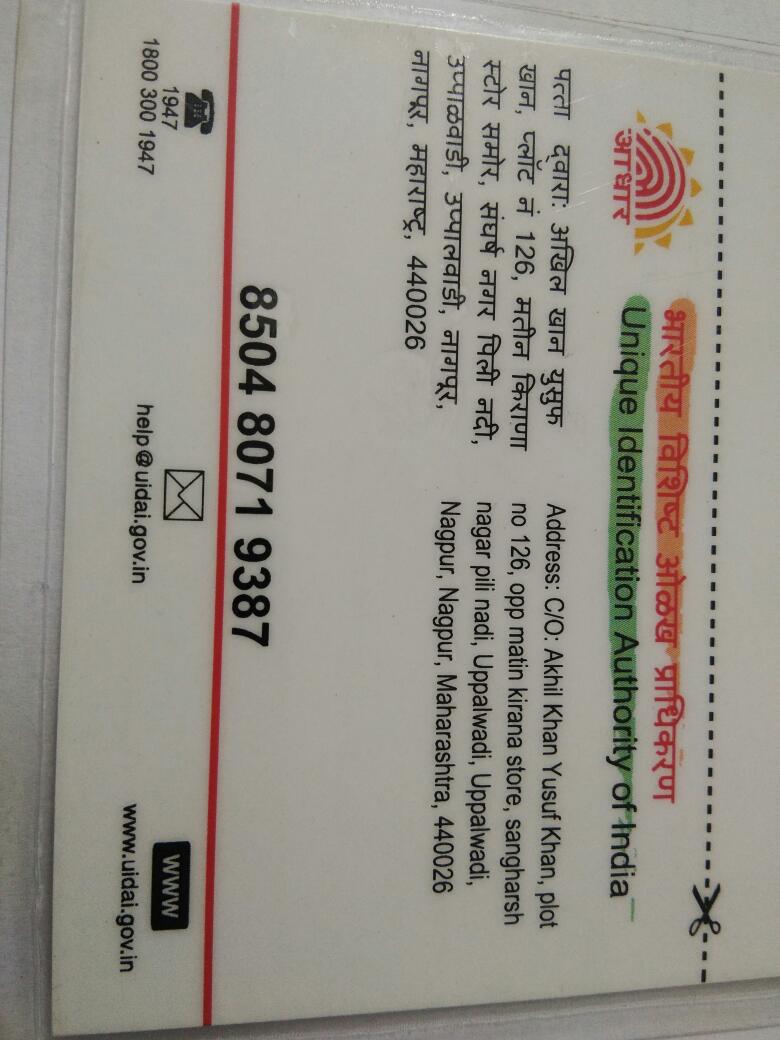 आधार
भारतीय विशिष्ट ओळख प्राधिकरण
Unique Identification Authority of India
पत्ता द्वारा: अखिल खान युसुफ
खान, प्लॉट नं 126, मतीन किराणा
स्टोर समोर, संघर्ष नगर पिली नदी,
उप्पाळवाडी, उप्पालवाडी, नागपूर,
नागपूर, महाराष्ट्र, 440026
Address: C/O: Akhil Khan Yusuf Khan, plot
no 126, opp matin kirana store, sangharsh
nagar pili nadi, Uppalwadi, Uppalwadi,
Nagpur, Nagpur, Maharashtra, 440026
8504 8071 9387
1947
1800 300 1947
help@uidai.gov.in
www
www.uidai.gov.in